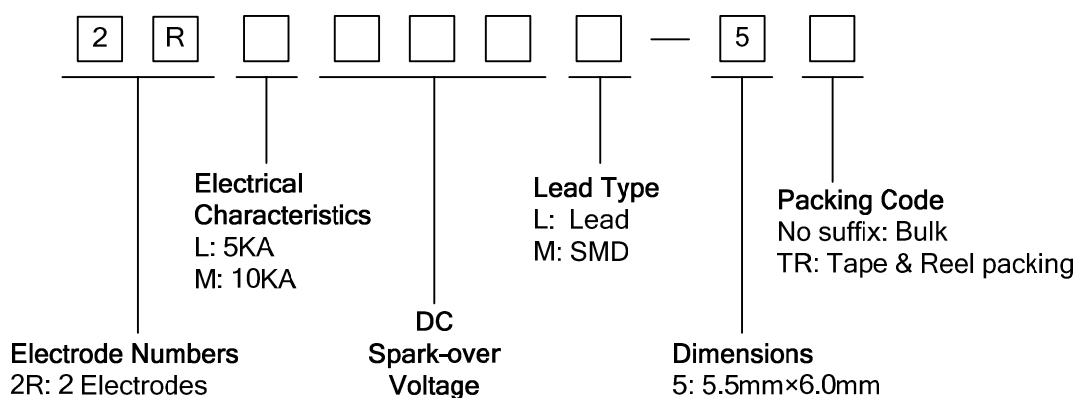 2 R — 5
Electrical
Characteristics
L: 5KA
M: 10KA
Lead Type
L: Lead
M: SMD
Packing Code
No suffix: Bulk
TR: Tape & Reel packing
Electrode Numbers
2R: 2 Electrodes
DC
Spark-over
Voltage
Dimensions
5: 5.5mm×6.0mm